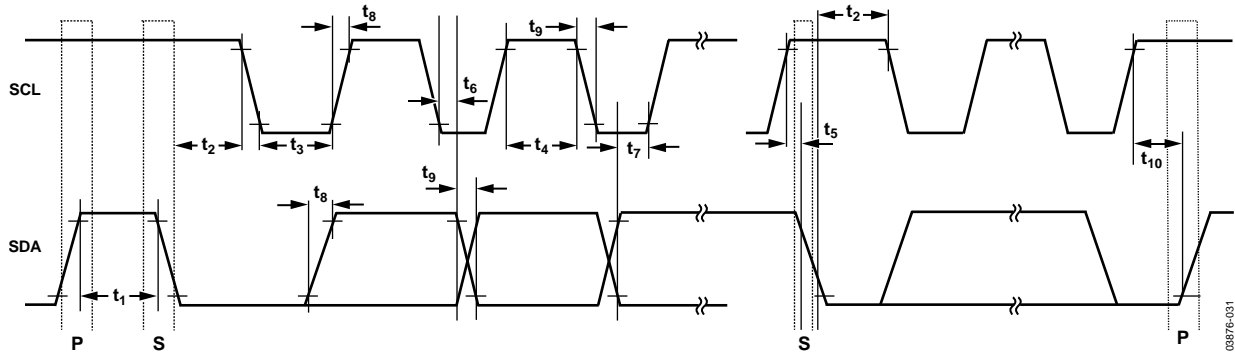 t8 t9 t2
SCL
t6
t2 t3 t4 t7 t5 t10
t8 t9
SDA
t1
P S S P
03876-031